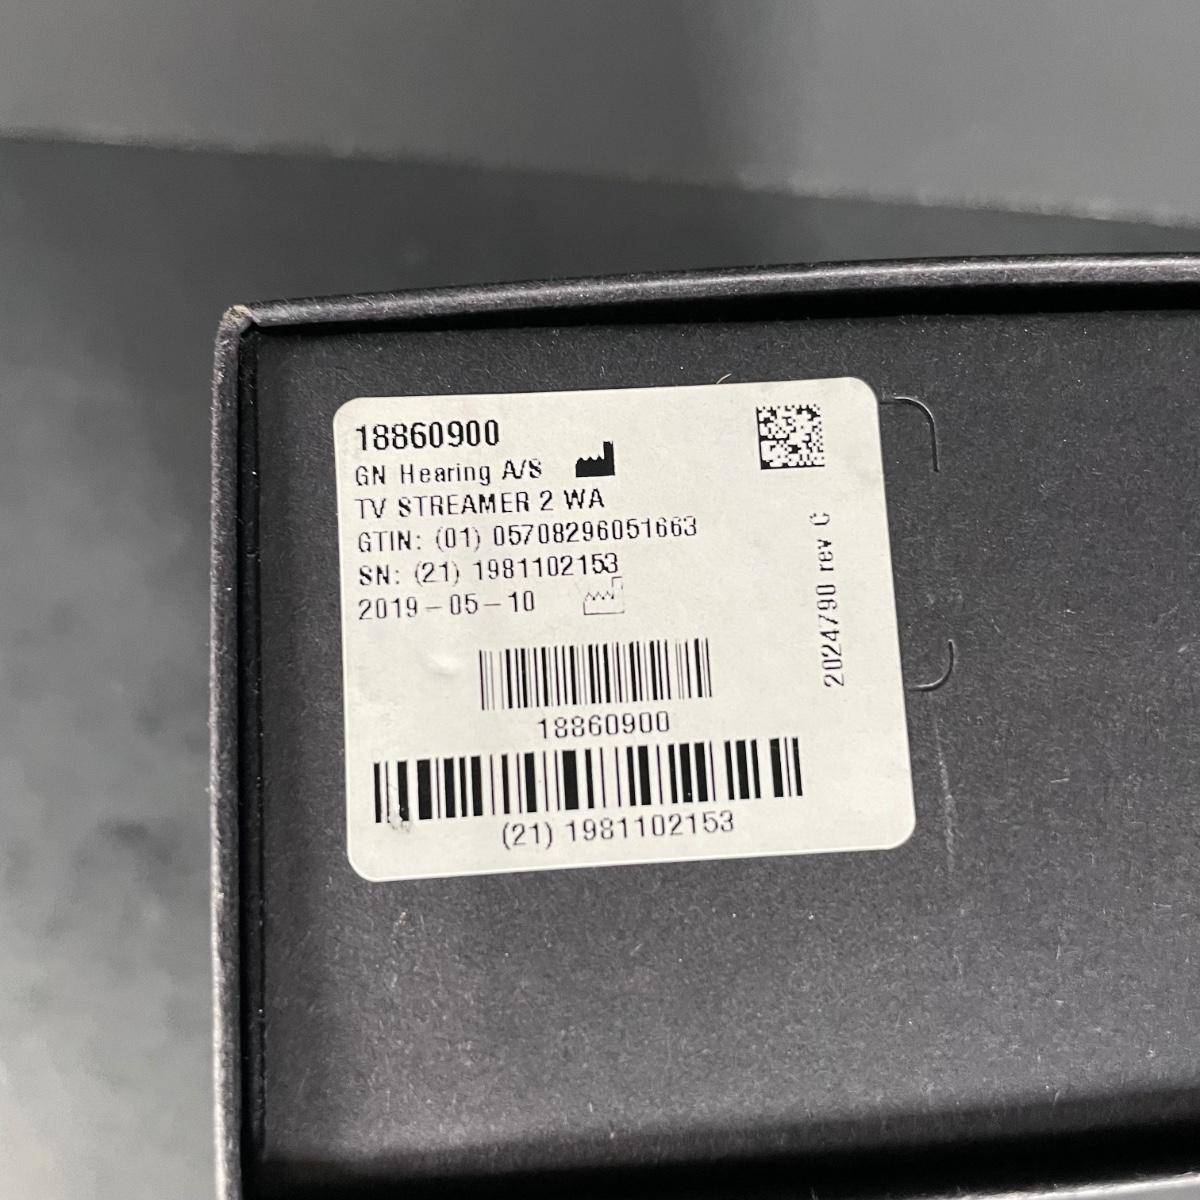 18860900
GN Hearing A/S
TV STREAMER 2 WA
GTIN: (01) 05708296051663
SN: (21) 1981102153
2019-05-10
2024790 rev C
18860900
(21) 1981102153